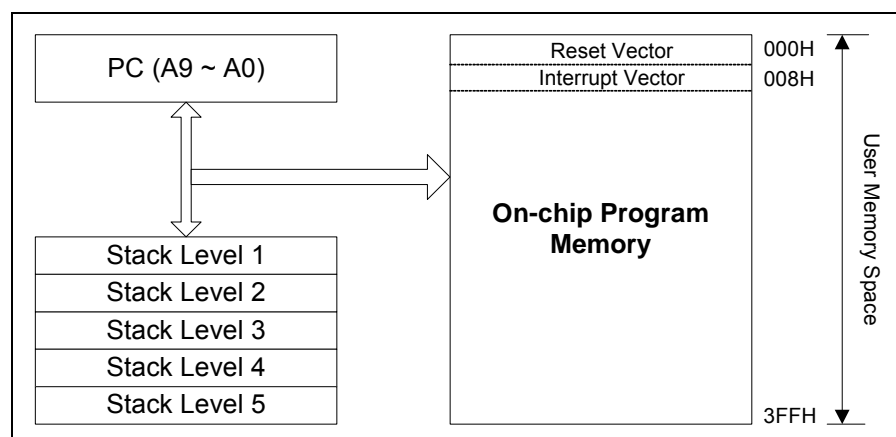 PC (A9 ~ A0)
Stack Level 1
Stack Level 2
Stack Level 3
Stack Level 4
Stack Level 5
Reset Vector
000H
Interrupt Vector
008H
On-chip Program
Memory
3FFH
User Memory Space